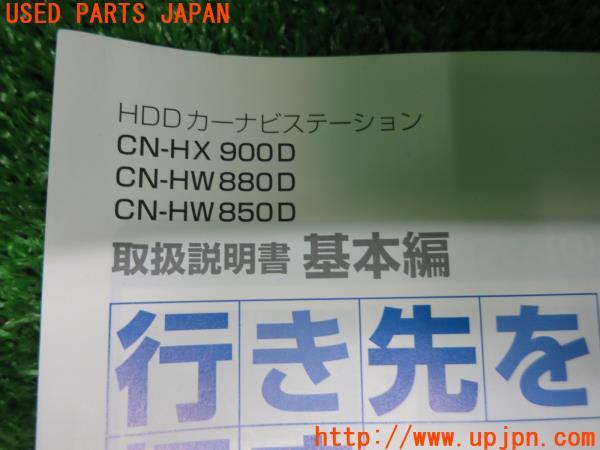 USED PARTS JAPAN
HDDカーナビステーション
CN-HX 900D
CN-HW880D
CN-HW850D
取扱説明書 基本編
行き先を
http://www.upjpn.com